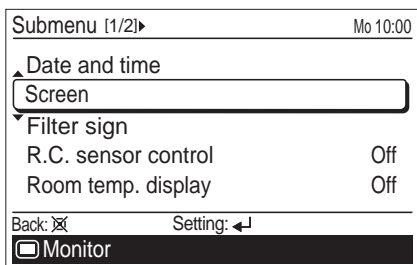 Submenu [1/2] Mo 10:00
Date and time
Screen
Filter sign
R.C. sensor control Off
Room temp. display Off
Back: Setting:
Monitor